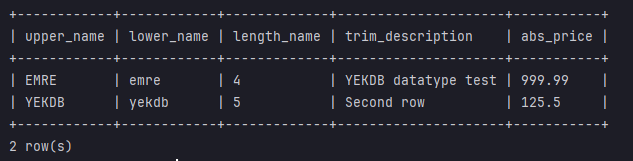 +------------+------------+-------------+---------------------+-----------+
| upper_name | lower_name | length_name | trim_description    | abs_price |
+------------+------------+-------------+---------------------+-----------+
| EMRE       | emre       | 4           | YEKDB datatype test | 999.99    |
| YEKDB      | yekdb      | 5           | Second row          | 125.5     |
+------------+------------+-------------+---------------------+-----------+
2 row(s)